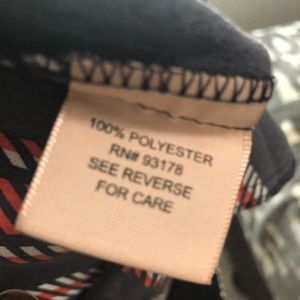 100% POLYESTER
RN# 93178
SEE REVERSE
FOR CARE